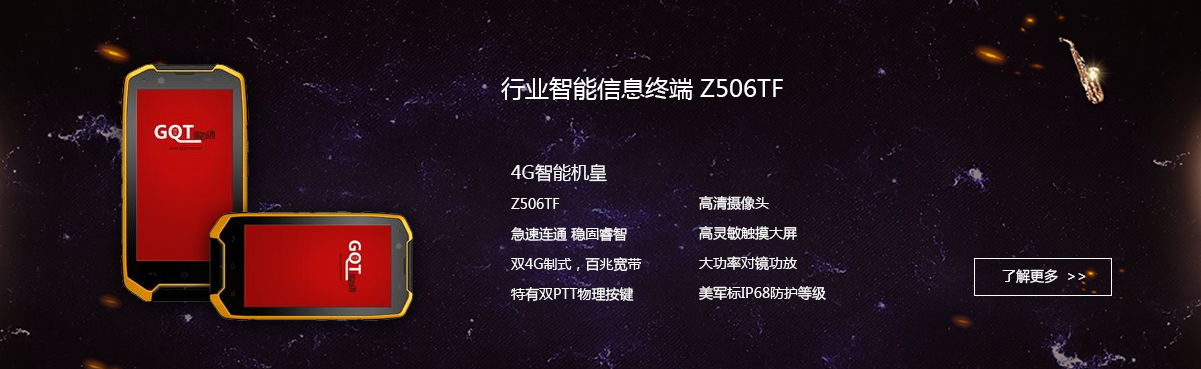 行业智能信息终端 Z506TF
4G智能机皇
Z506TF
急速连通 稳固睿智
双4G制式，百兆宽带
特有双PTT物理按键
高清摄像头
高灵敏触摸大屏
大功率对镜功放
美军标IP68防护等级
了解更多 >>
GQT
GQT